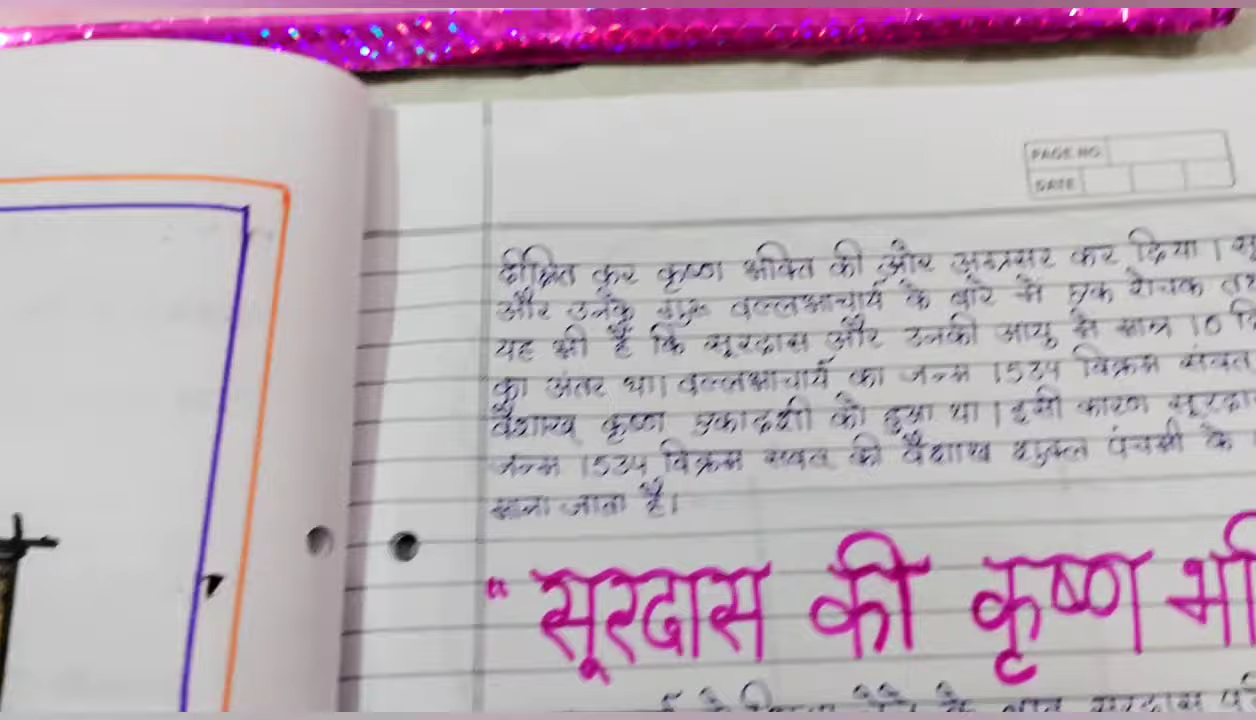 PAGE NO.
DATE
दीक्षित कर कृष्ण भक्ति की ओर अग्रसर कर दिया ।
और उनके गुरु वल्लभाचार्य के बारे में एक रोचक
यह भी है कि सूरदास और उनकी आयु में मात्र 10
का अंतर था। वल्लभाचार्य का जन्म 1534 विक्रम संवत
वैशाख कृष्ण एकादशी को हुआ था । इसी कारण
जन्म 1534 विक्रम संवत की वैशाख शुक्ल पंचमी के
माना जाता है।
"सूरदास की कृष्ण
के बाद सूरदास